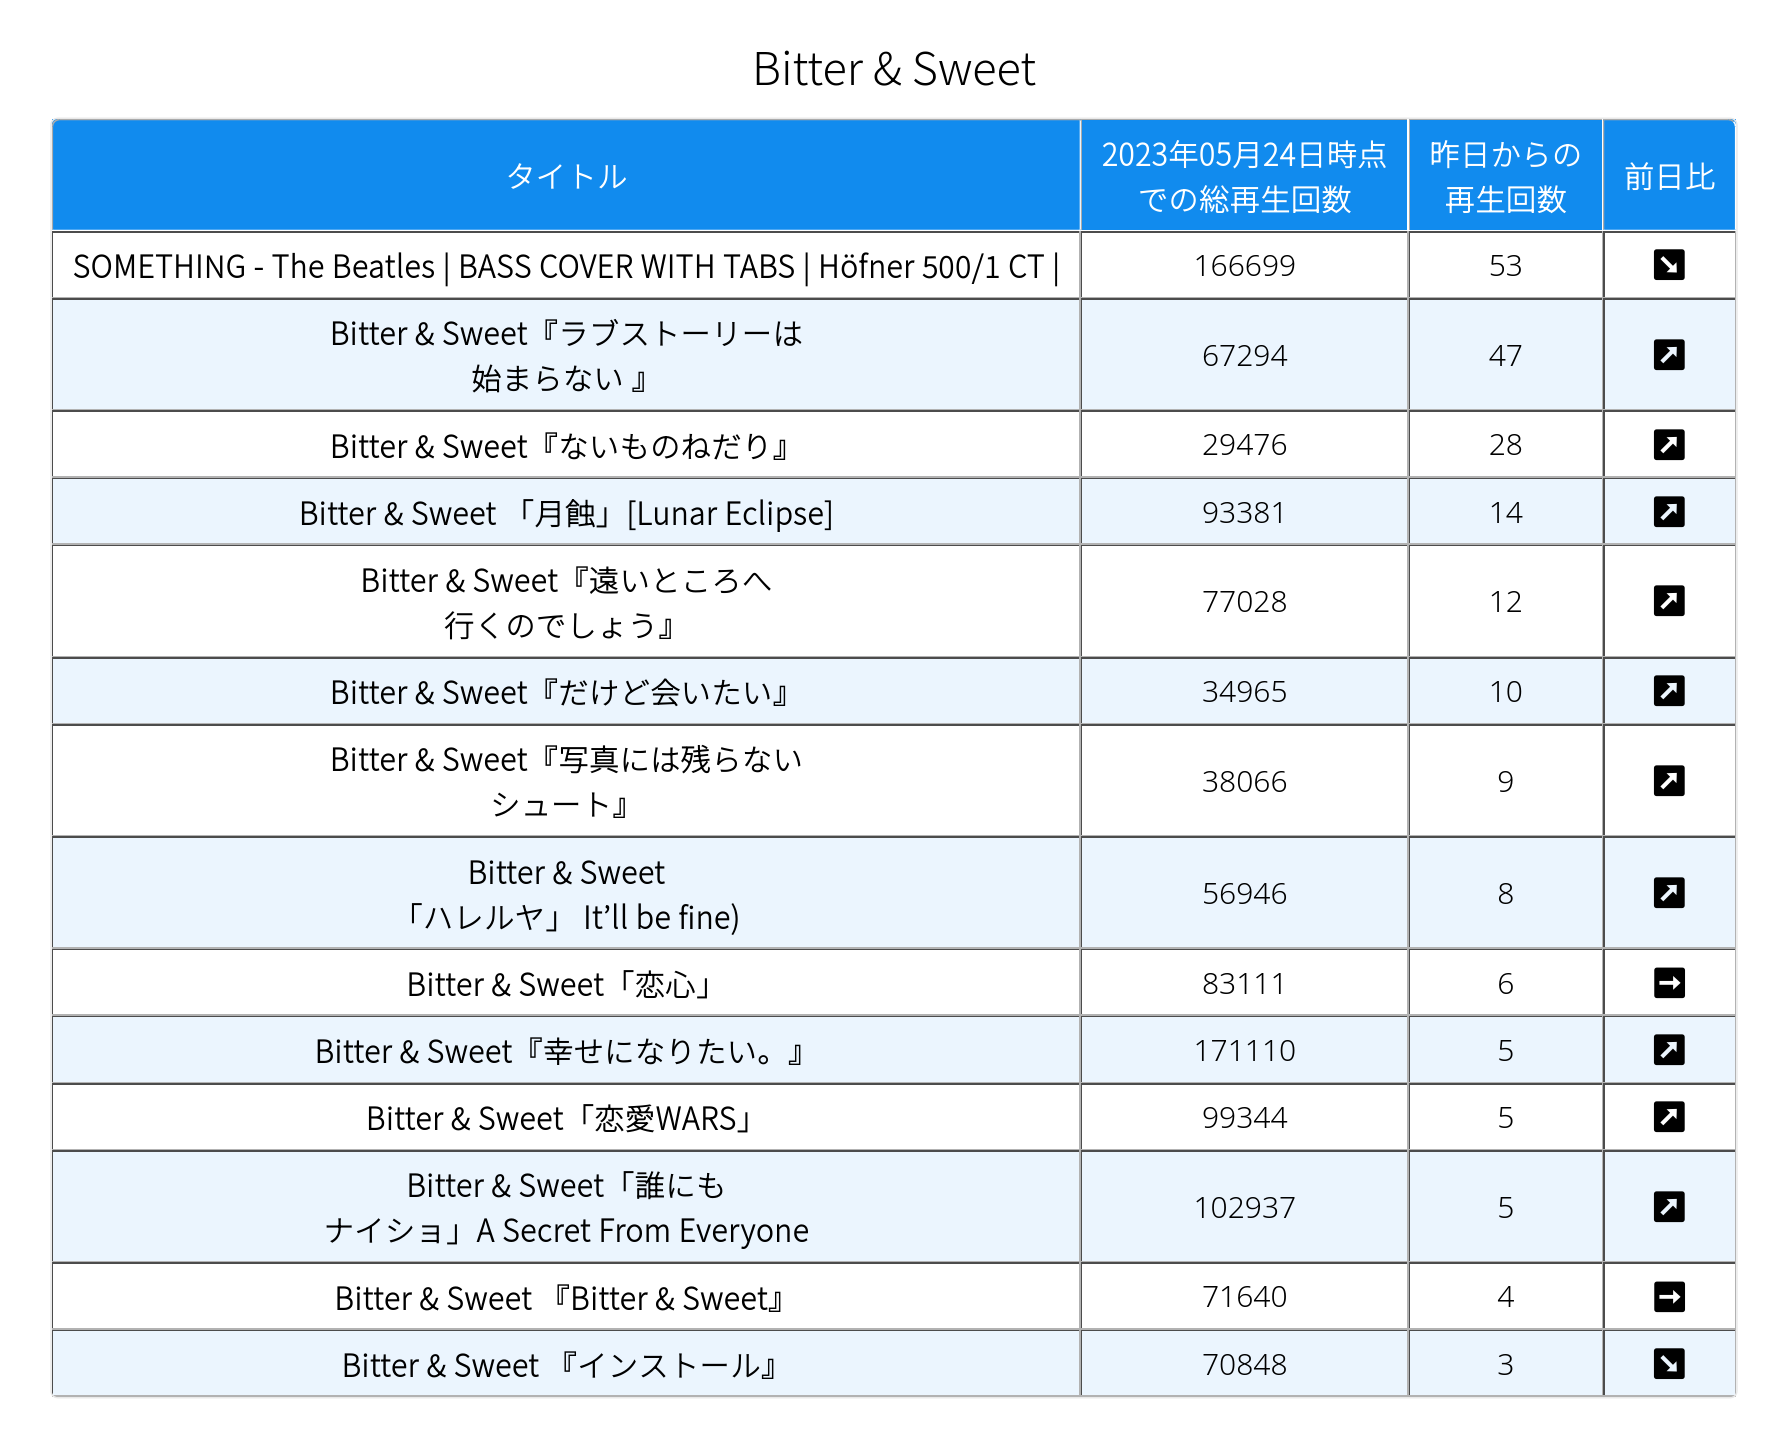 Bitter & Sweet
タイトル
2023年05月24日時点
での総再生回数
昨日からの
再生回数
前日比
SOMETHING - The Beatles | BASS COVER WITH TABS | Höfner 500/1 CT |
166699
53
Bitter & Sweet『ラブストーリーは
始まらない 』
67294
47
Bitter & Sweet『ないものねだり』
29476
28
Bitter & Sweet 「月蝕」[Lunar Eclipse]
93381
14
Bitter & Sweet『遠いところへ
行くのでしょう』
77028
12
Bitter & Sweet『だけど会いたい』
34965
10
Bitter & Sweet『写真には残らない
シュート』
38066
9
Bitter & Sweet
「ハレルヤ」 It’ll be fine)
56946
8
Bitter & Sweet「恋心」
83111
6
Bitter & Sweet『幸せになりたい。』
171110
5
Bitter & Sweet「恋愛WARS」
99344
5
Bitter & Sweet「誰にも
ナイショ」A Secret From Everyone
102937
5
Bitter & Sweet 『Bitter & Sweet』
71640
4
Bitter & Sweet 『インストール』
70848
3